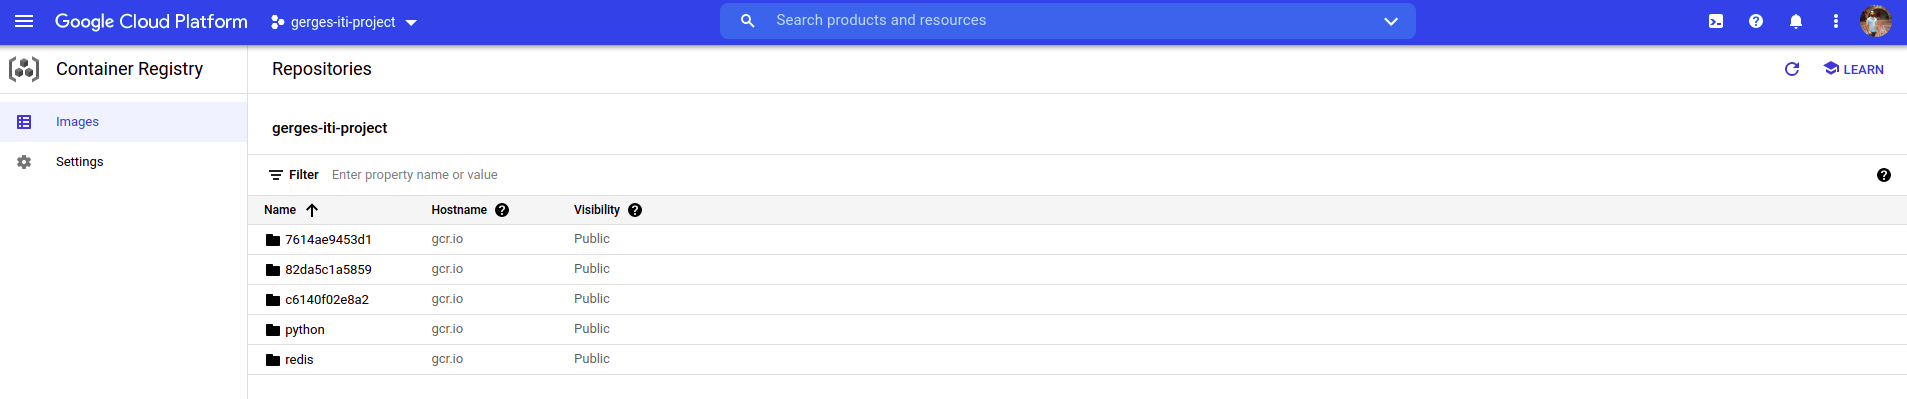 Google Cloud Platform gerges-iti-project Search products and resources
Container Registry Repositories LEARN
Images
gerges-iti-project
Settings
Filter Enter property name or value
Name Hostname Visibility
7614ae9453d1 gcr.io Public
82da5c1a5859 gcr.io Public
c6140f02e8a2 gcr.io Public
python gcr.io Public
redis gcr.io Public